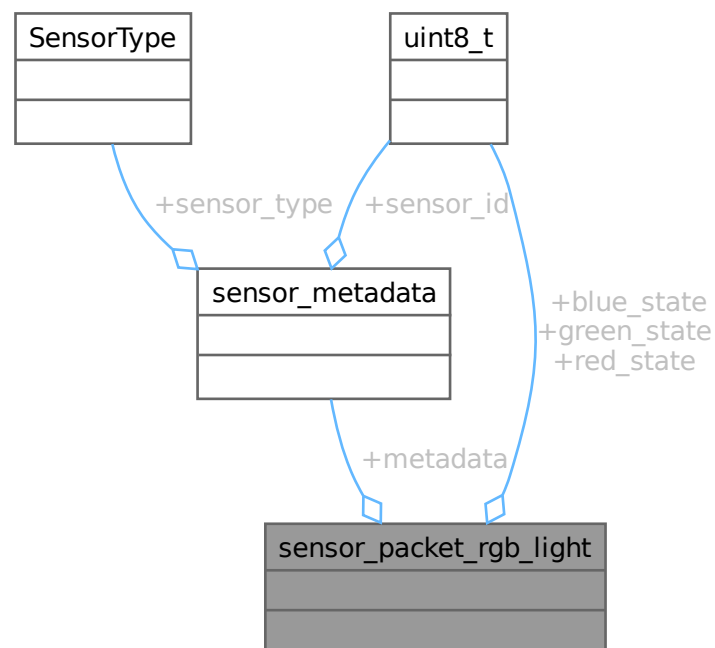 SensorType
uint8_t
+sensor_type
+sensor_id
+blue_state
+green_state
+red_state
sensor_metadata
+metadata
sensor_packet_rgb_light